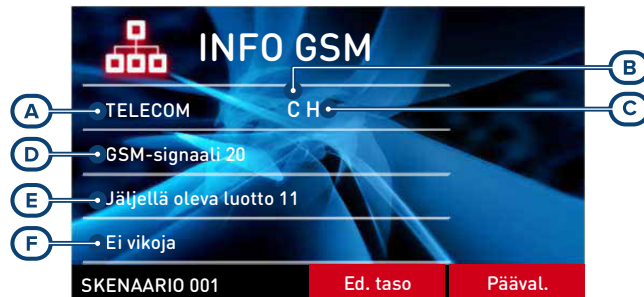 INFO GSM
B
A TELECOM C H C
D GSM-signaali 20
E Jäljellä oleva luotto 11
F Ei vikoja
SKENAARIO 001 Ed. taso Pääval.